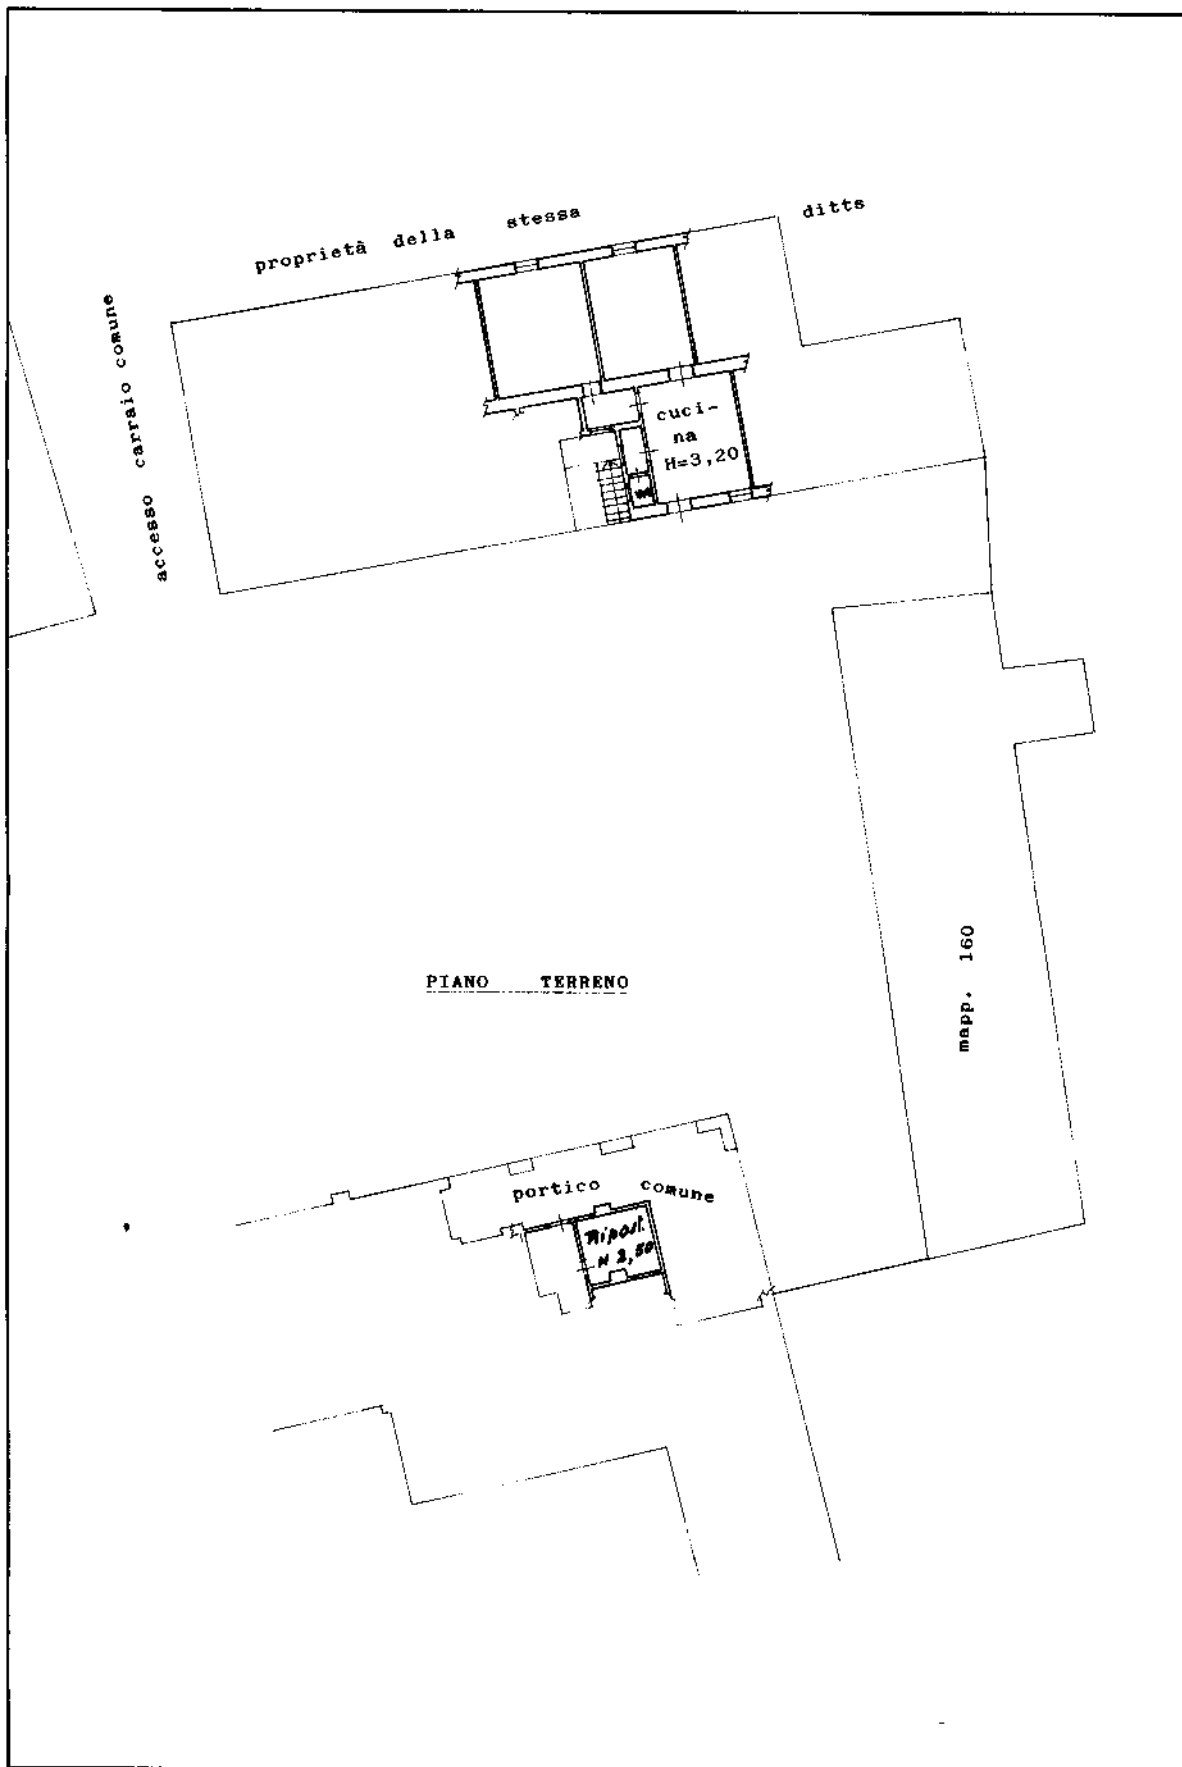 proprietà della stessa ditts
accesso carraio comune
cuci-
na
H=3,20
PIANO TERRENO
mapp. 160
portico comune
Ripost.
H 2,50